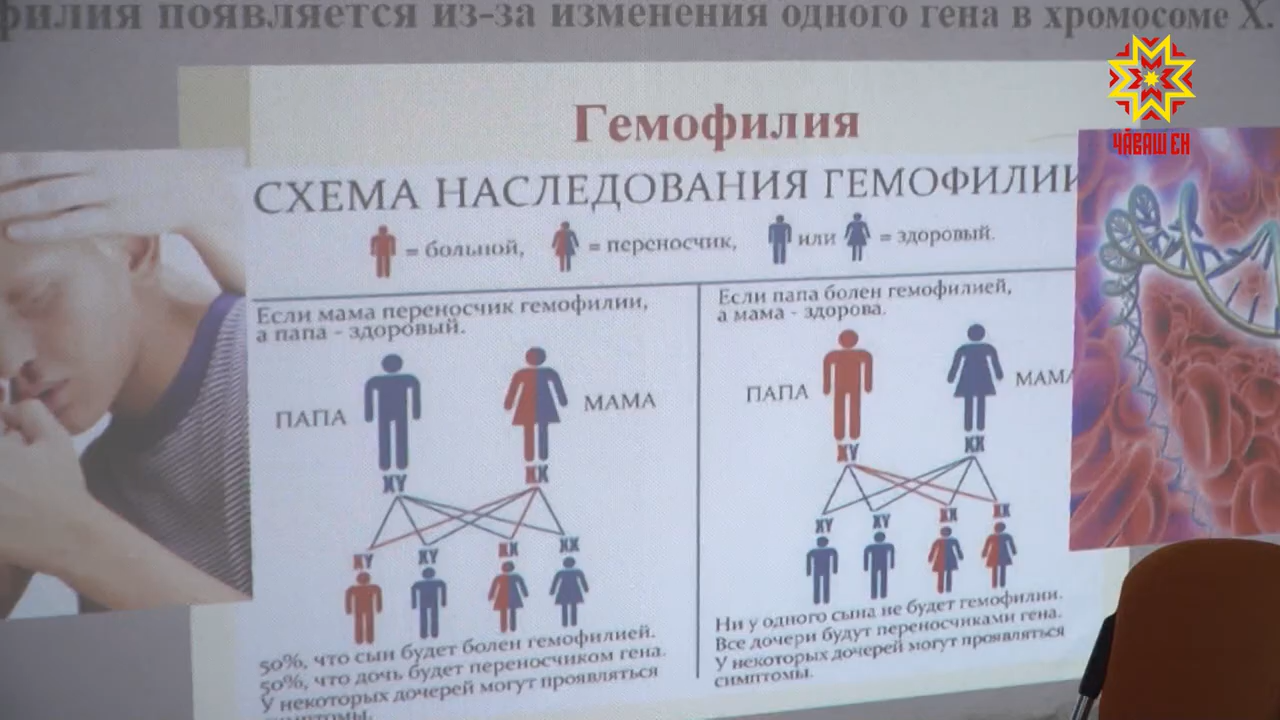 филия появляется из-за изменения одного гена в хромосоме X.
ЧӐВАШ ЕН
Гемофилия
СХЕМА НАСЛЕДОВАНИЯ ГЕМОФИЛИИ
= больной, = переносчик, или = здоровый.
Если мама переносчик гемофилии,
а папа - здоровый.
ПАПА
МАМА
XY
XX
XY
XY
XX
XX
50%, что сын будет болен гемофилией.
50%, что дочь будет переносчиком гена.
У некоторых дочерей могут проявляться
симптомы.
Если папа болен гемофилией,
а мама - здорова.
ПАПА
МАМА
XY
XX
XY
XY
XX
XX
Ни у одного сына не будет гемофилии.
Все дочери будут переносчиками гена.
У некоторых дочерей могут проявляться
симптомы.